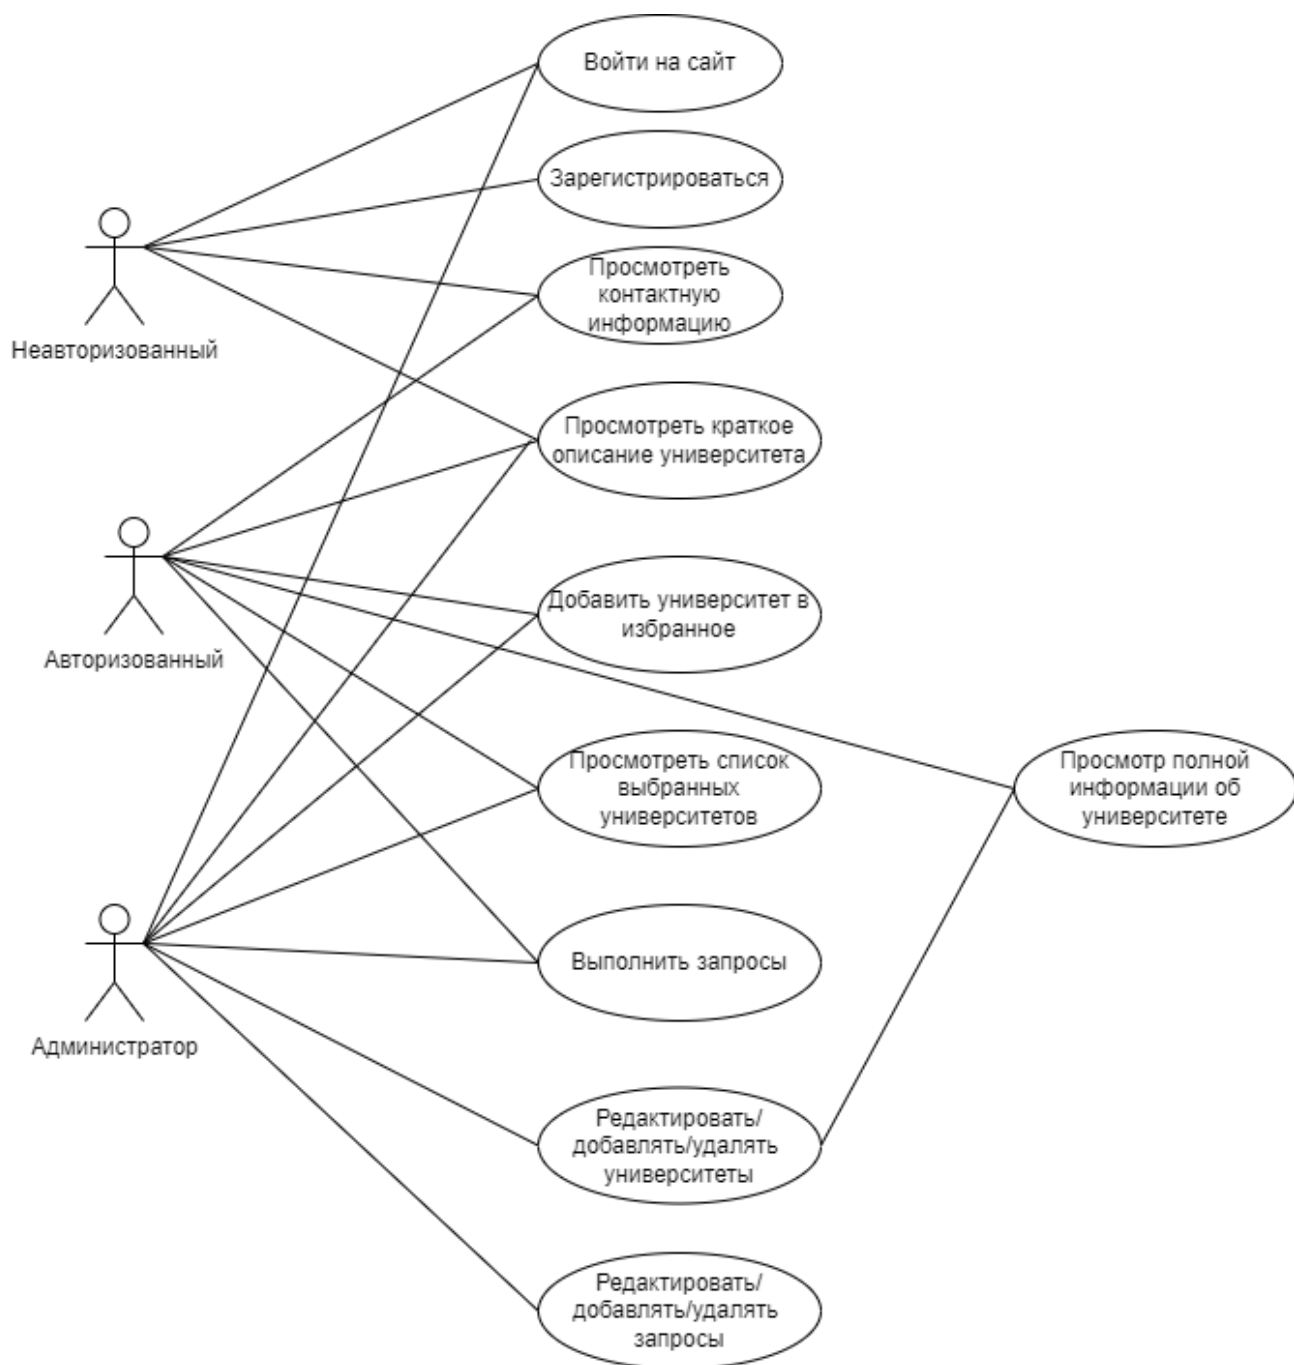 Войти на сайт
Зарегистрироваться
Просмотреть
контактную
информацию
Неавторизованный
Просмотреть краткое
описание университета
Добавить университет в
избранное
Авторизованный
Просмотреть список
выбранных
университетов
Просмотр полной
информации об
университете
Выполнить запросы
Администратор
Редактировать/
добавлять/удалять
университеты
Редактировать/
добавлять/удалять
запросы